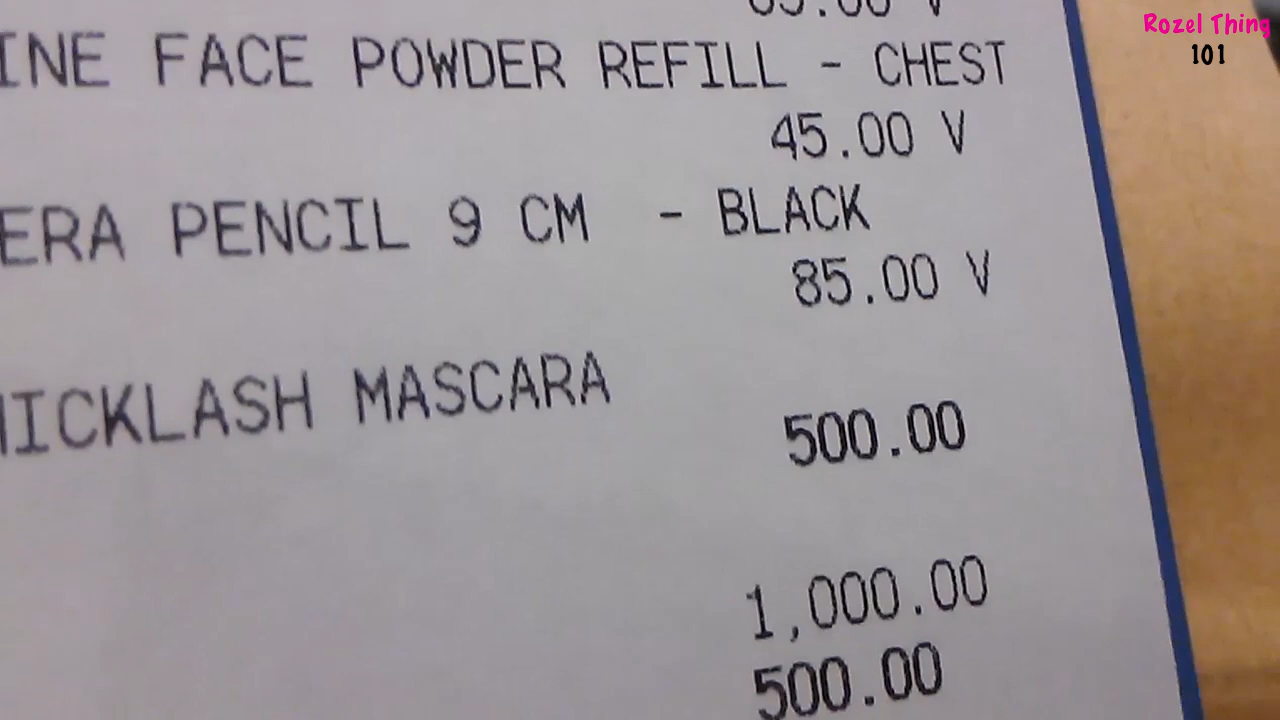 Rozel Thing
101
INE FACE POWDER REFILL - CHEST
45.00 V
ERA PENCIL 9 CM - BLACK
85.00 V
ICKLASH MASCARA
500.00
1,000.00
500.00